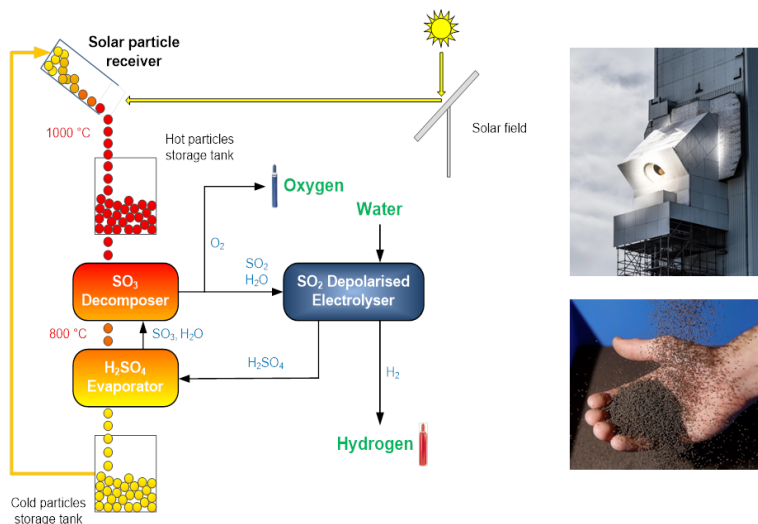 Solar particle
receiver
1000 °C
Hot particles
storage tank
Solar field
Oxygen
Water
O₂
SO₂
H₂O
SO₃
Decomposer
SO₂ Depolarised
Electrolyser
800 °C
SO₃, H₂O
H₂SO₄
Evaporator
H₂SO₄
H₂
Hydrogen
Cold particles
storage tank